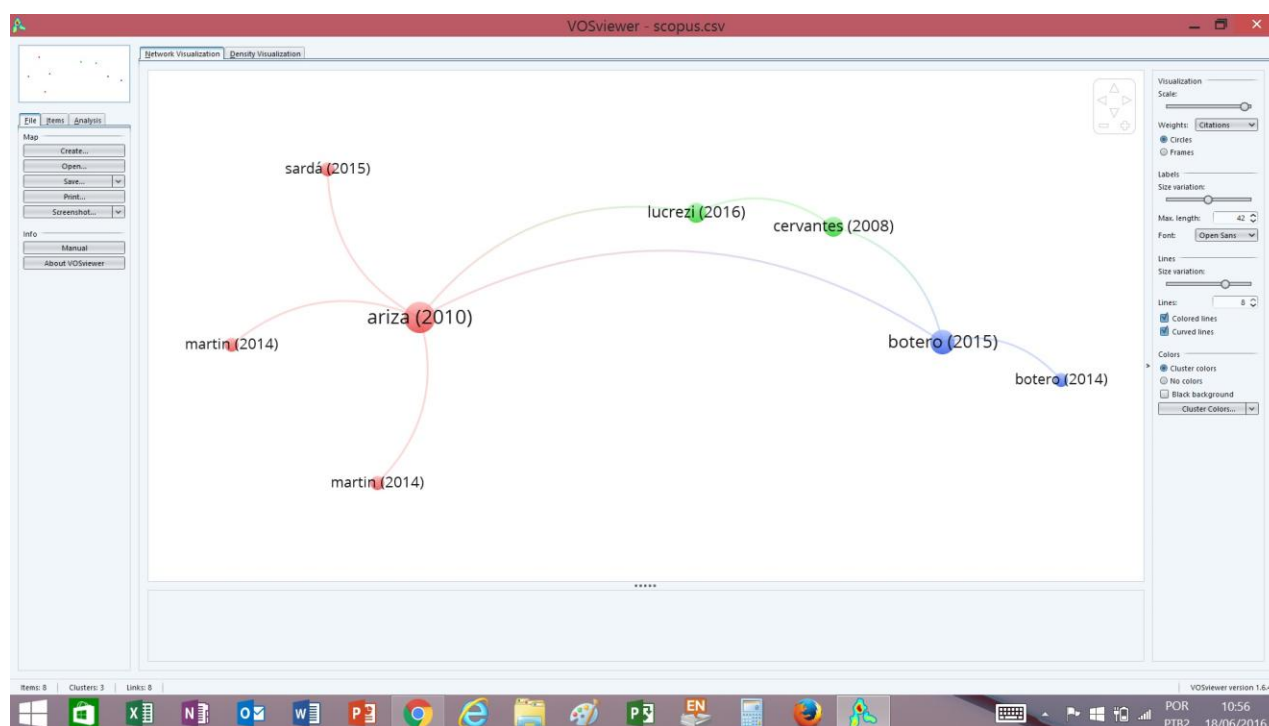 VOSviewer - scopus.csv
Network Visualization
Density Visualization
File
Items
Analysis
Map
Create...
Open...
Save...
Print...
Screenshot...
Info
Manual
About VOSviewer
sardá (2015)
lucrezi (2016)
cervantes (2008)
ariza (2010)
martin (2014)
botero (2015)
botero (2014)
martin (2014)
Visualization
Scale:
Weights: Citations
Circles
Frames
Labels
Size variation:
Max. length: 42
Font: Open Sans
Lines
Size variation:
Lines: 8
Colored lines
Curved lines
Colors
Cluster colors
No colors
Black background
Cluster Colors...
Items: 8 Clusters: 3 Links: 8
VOSviewer version 1.6.4
EN
POR
PTB2
10:56
18/06/2016